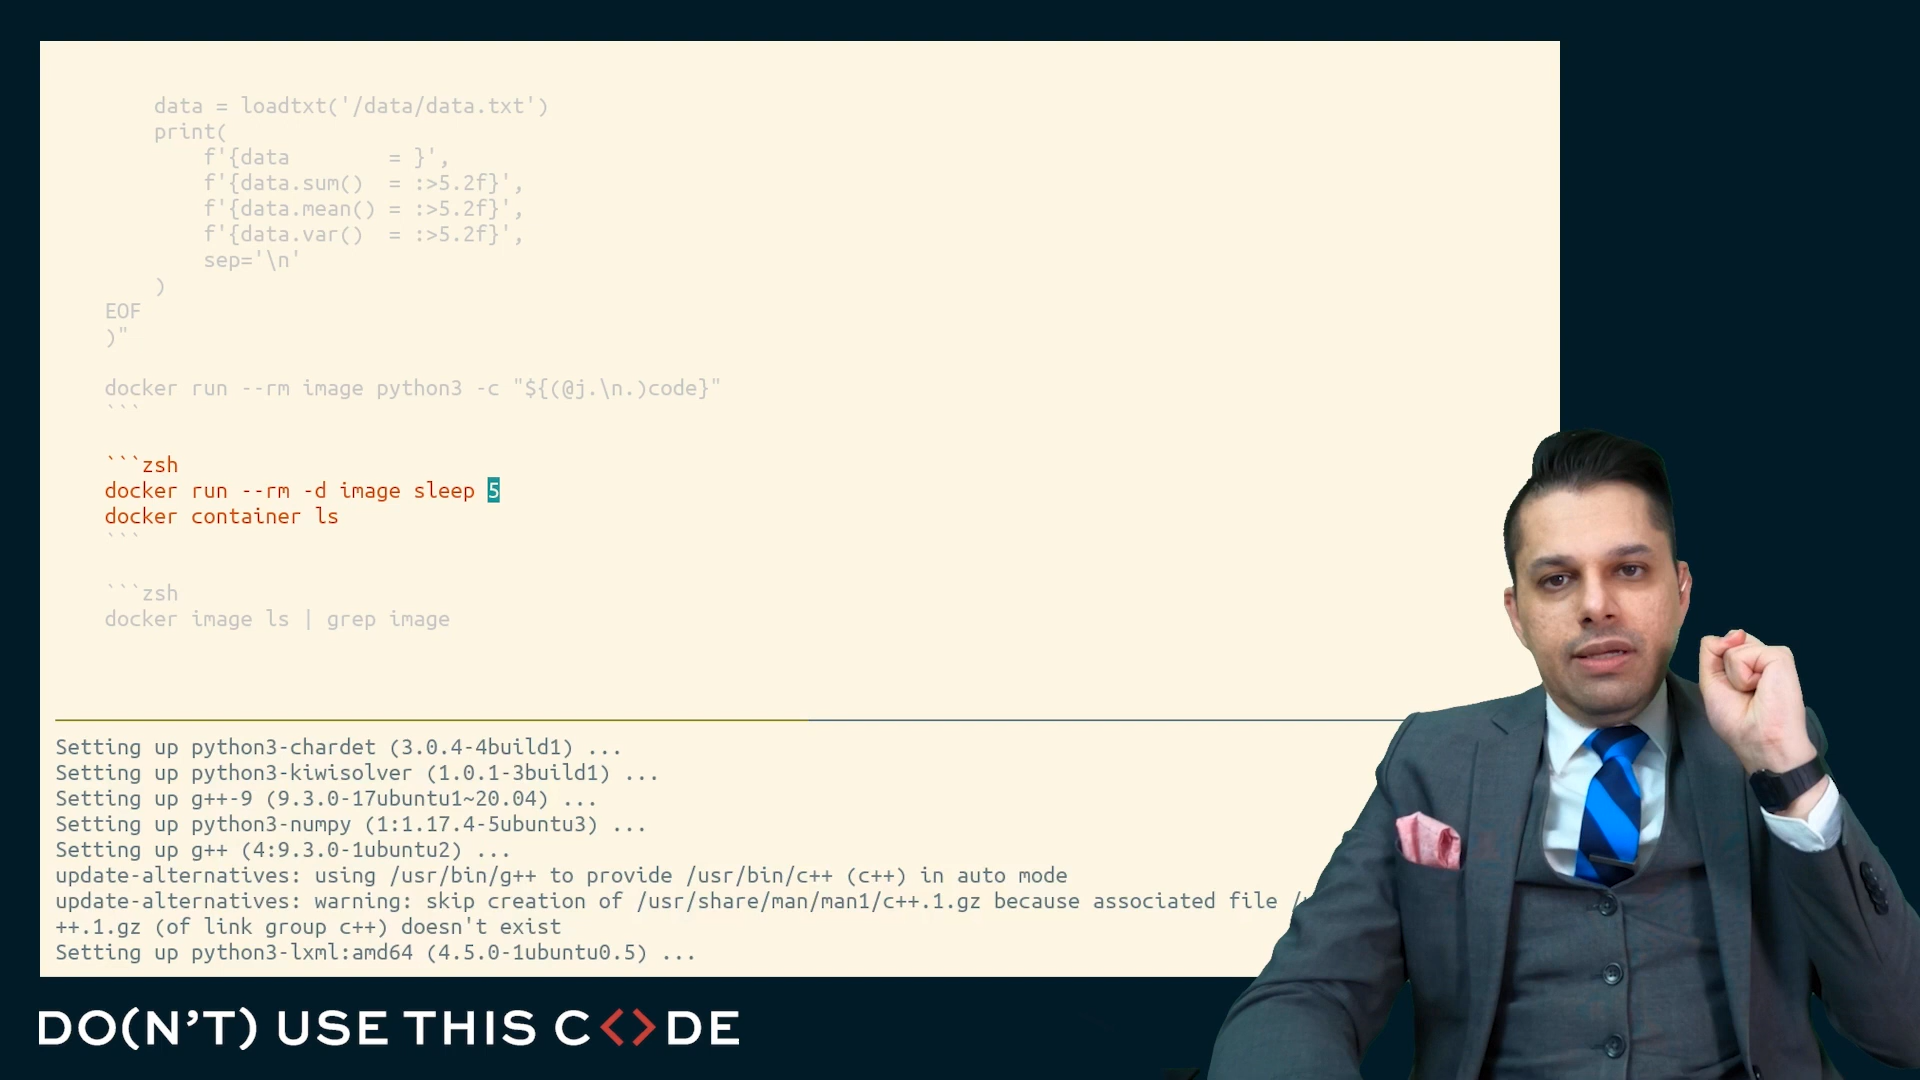 data = loadtxt('/data/data.txt')
print(
f'{data        = }',
f'{data.sum()  = :>5.2f}',
f'{data.mean() = :>5.2f}',
f'{data.var()  = :>5.2f}',
sep='\n'
)
EOF
)"
docker run --rm image python3 -c "${(@j.\n.)code}"
```
```zsh
docker run --rm -d image sleep 5
docker container ls
```
```zsh
docker image ls | grep image
Setting up python3-chardet (3.0.4-4build1) ...
Setting up python3-kiwisolver (1.0.1-3build1) ...
Setting up g++-9 (9.3.0-17ubuntu1~20.04) ...
Setting up python3-numpy (1:1.17.4-5ubuntu3) ...
Setting up g++ (4:9.3.0-1ubuntu2) ...
update-alternatives: using /usr/bin/g++ to provide /usr/bin/c++ (c++) in auto mode
update-alternatives: warning: skip creation of /usr/share/man/man1/c++.1.gz because associated file
++.1.gz (of link group c++) doesn't exist
Setting up python3-lxml:amd64 (4.5.0-1ubuntu0.5) ...
DO(N'T) USE THIS C<>DE